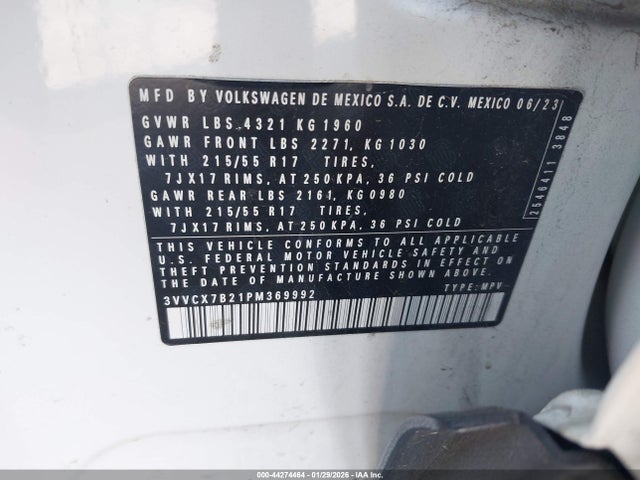 MFD BY VOLKSWAGEN DE MEXICO S.A. DE C.V. MEXICO 06/23
GVWR LBS 4321 KG 1960
GAWR FRONT LBS 2271, KG 1030
WITH 215/55 R17 TIRES,
7JX17 RIMS, AT 250 KPA, 36 PSI COLD
GAWR REAR LBS 2161, KG 0980
WITH 215/55 R17 TIRES,
7JX17 RIMS, AT 250 KPA, 36 PSI COLD
THIS VEHICLE CONFORMS TO ALL APPLICABLE
U.S. FEDERAL MOTOR VEHICLE SAFETY AND
THEFT PREVENTION STANDARDS IN EFFECT ON
THE DATE OF MANUFACTURE SHOWN ABOVE
3VVCX7B21PM369992 TYPE: MPV
2546411 3848
000-44274464 | 01/29/2026 | IAA, Inc.